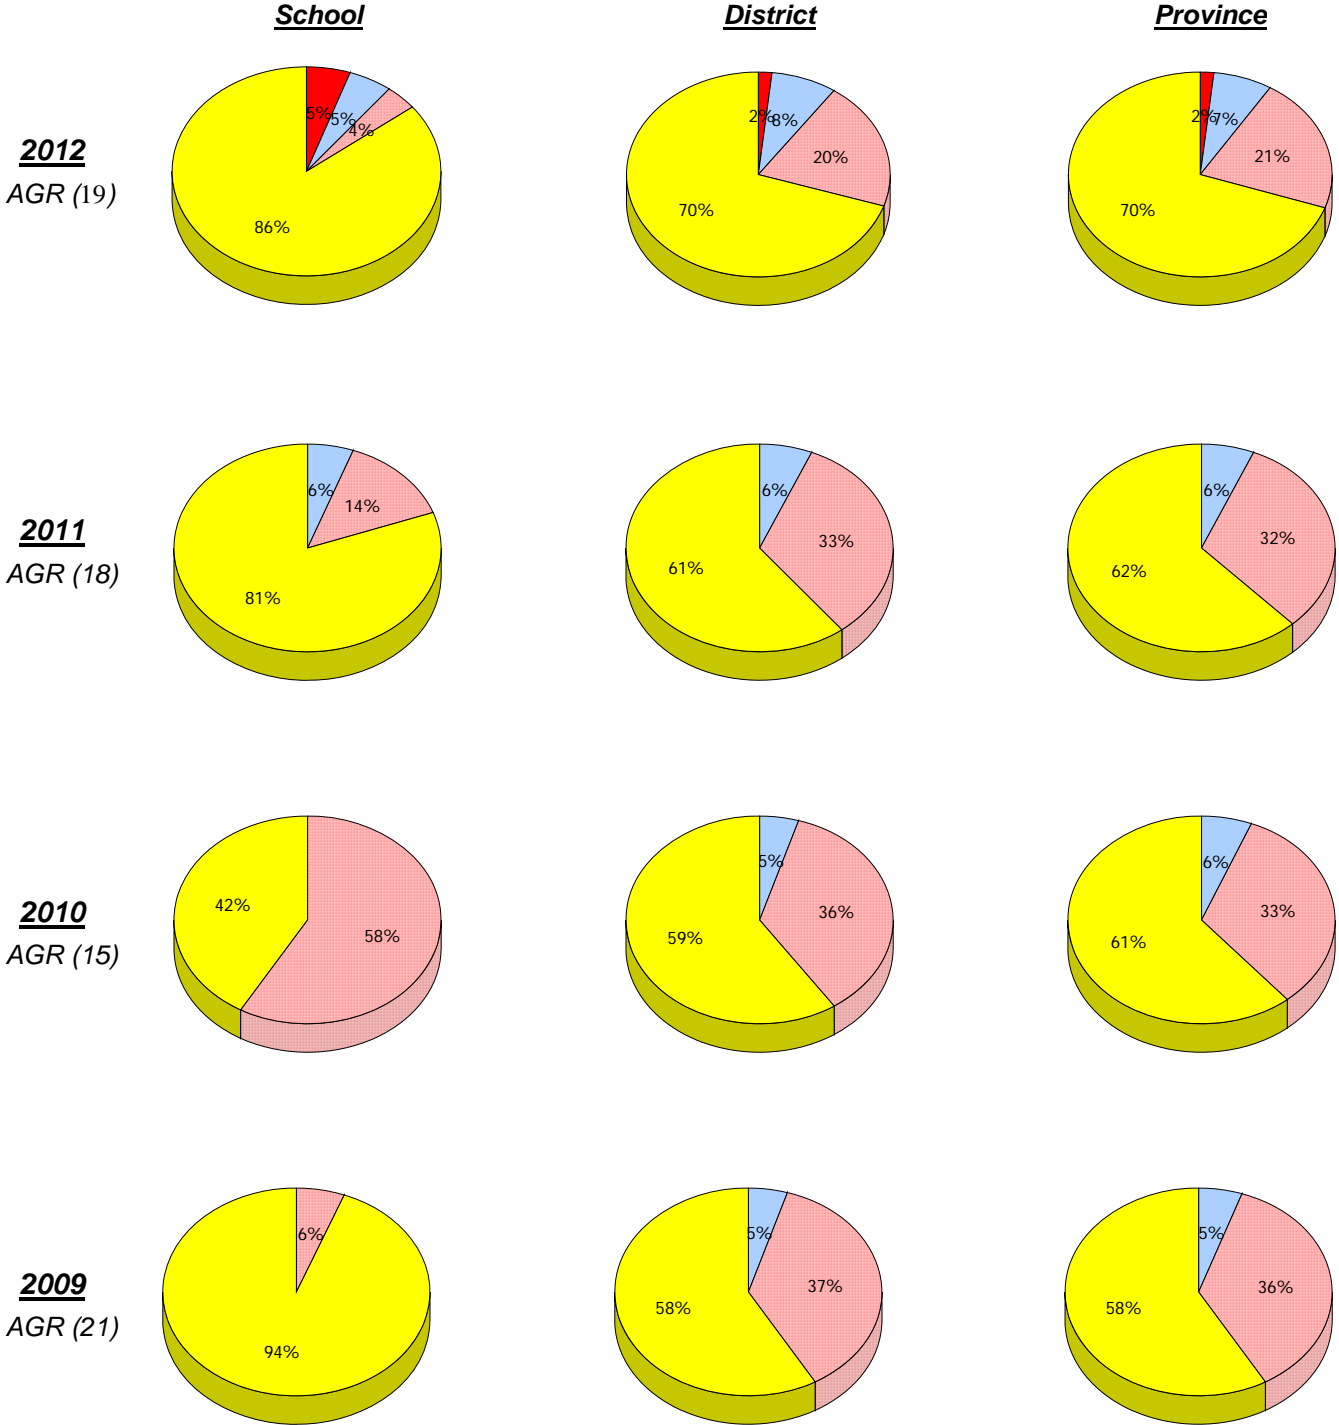 School District Province
5% 5% 4% 86%
2% 8% 20% 70%
2% 7% 21% 70%
2012
AGR (19)
6% 14% 81%
6% 33% 61%
6% 32% 62%
2011
AGR (18)
42% 58%
5% 36% 59%
6% 33% 61%
2010
AGR (15)
6% 94%
5% 37% 58%
5% 36% 58%
2009
AGR (21)